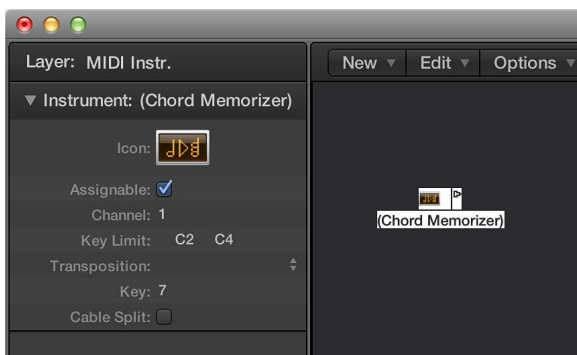 Layer: MIDI Instr.
New Edit Options
Instrument: (Chord Memorizer)
Icon:
Assignable:
Channel: 1
Key Limit: C2 C4
Transposition:
Key: 7
Cable Split:
(Chord Memorizer)